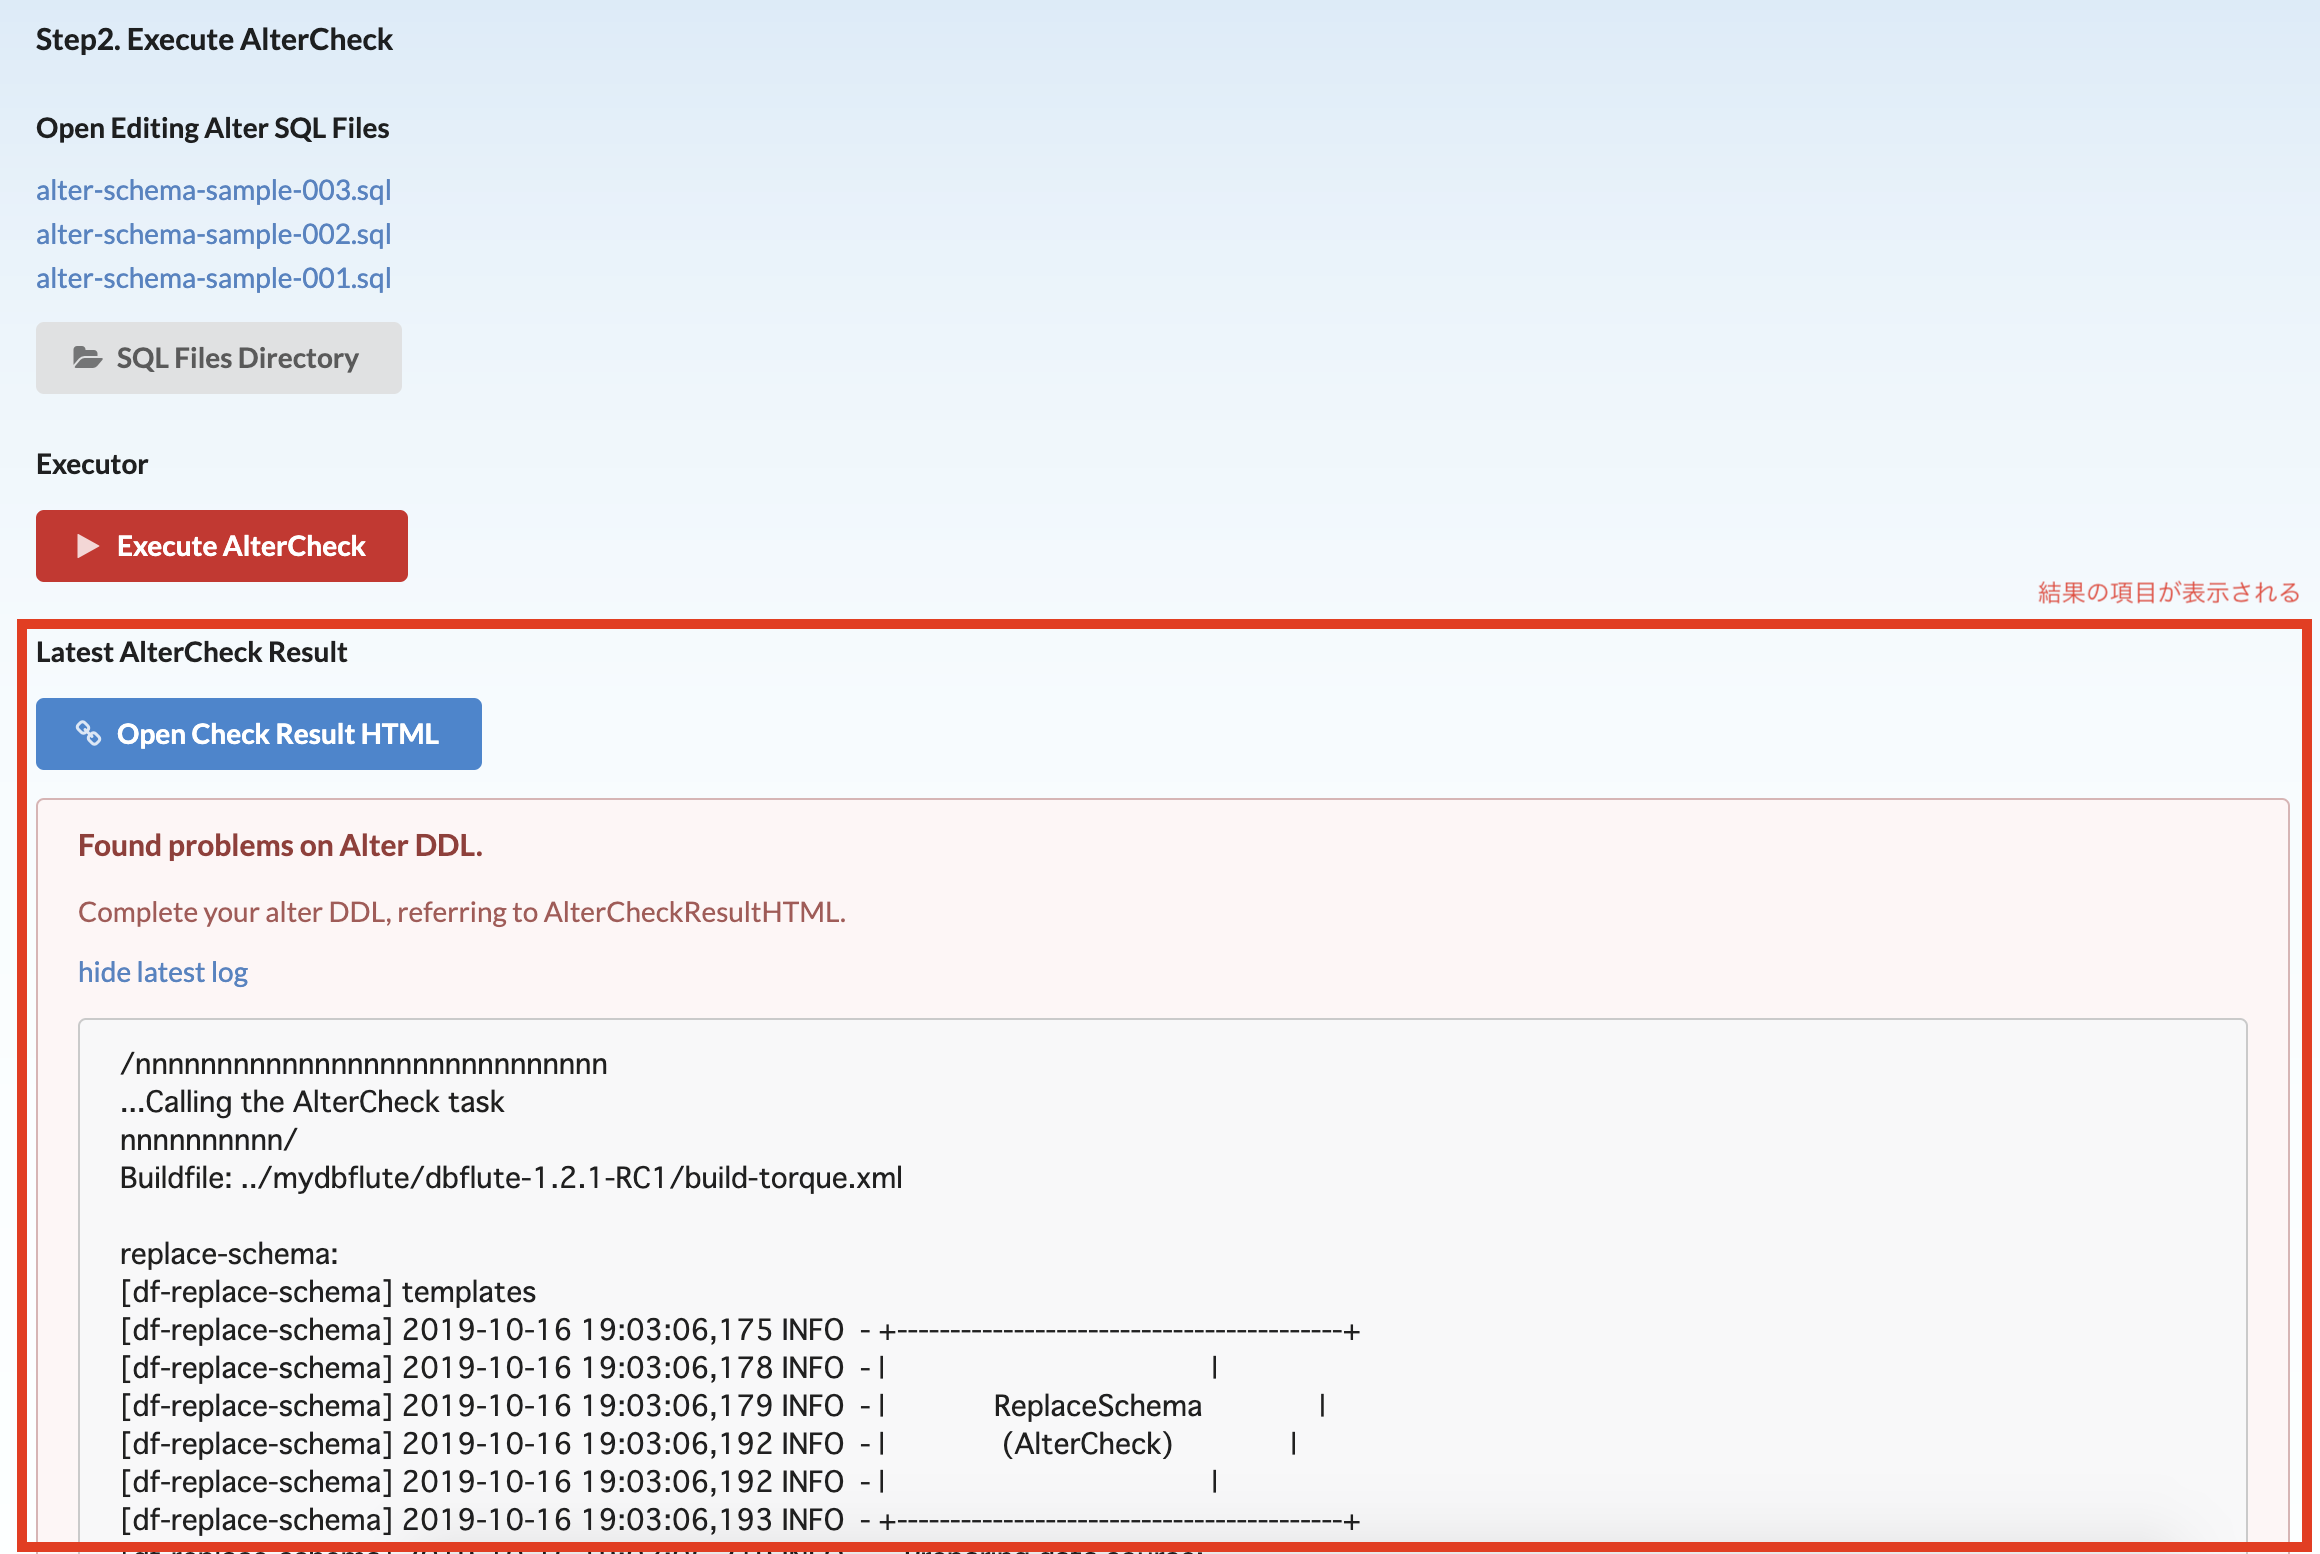 Step2. Execute AlterCheck
Open Editing Alter SQL Files
alter-schema-sample-003.sql
alter-schema-sample-002.sql
alter-schema-sample-001.sql
SQL Files Directory
Executor
Execute AlterCheck
結果の項目が表示される
Latest AlterCheck Result
Open Check Result HTML
Found problems on Alter DDL.
Complete your alter DDL, referring to AlterCheckResultHTML.
hide latest log
/nnnnnnnnnnnnnnnnnnnnnnnnnnnnn
...Calling the AlterCheck task
nnnnnnnnnn/
Buildfile: ../mydbflute/dbflute-1.2.1-RC1/build-torque.xml
replace-schema:
[df-replace-schema] templates
[df-replace-schema] 2019-10-16 19:03:06,175 INFO  - +------------------------------------------+
[df-replace-schema] 2019-10-16 19:03:06,178 INFO  - |                                          |
[df-replace-schema] 2019-10-16 19:03:06,179 INFO  - |              ReplaceSchema               |
[df-replace-schema] 2019-10-16 19:03:06,192 INFO  - |               (AlterCheck)               |
[df-replace-schema] 2019-10-16 19:03:06,192 INFO  - |                                          |
[df-replace-schema] 2019-10-16 19:03:06,193 INFO  - +------------------------------------------+